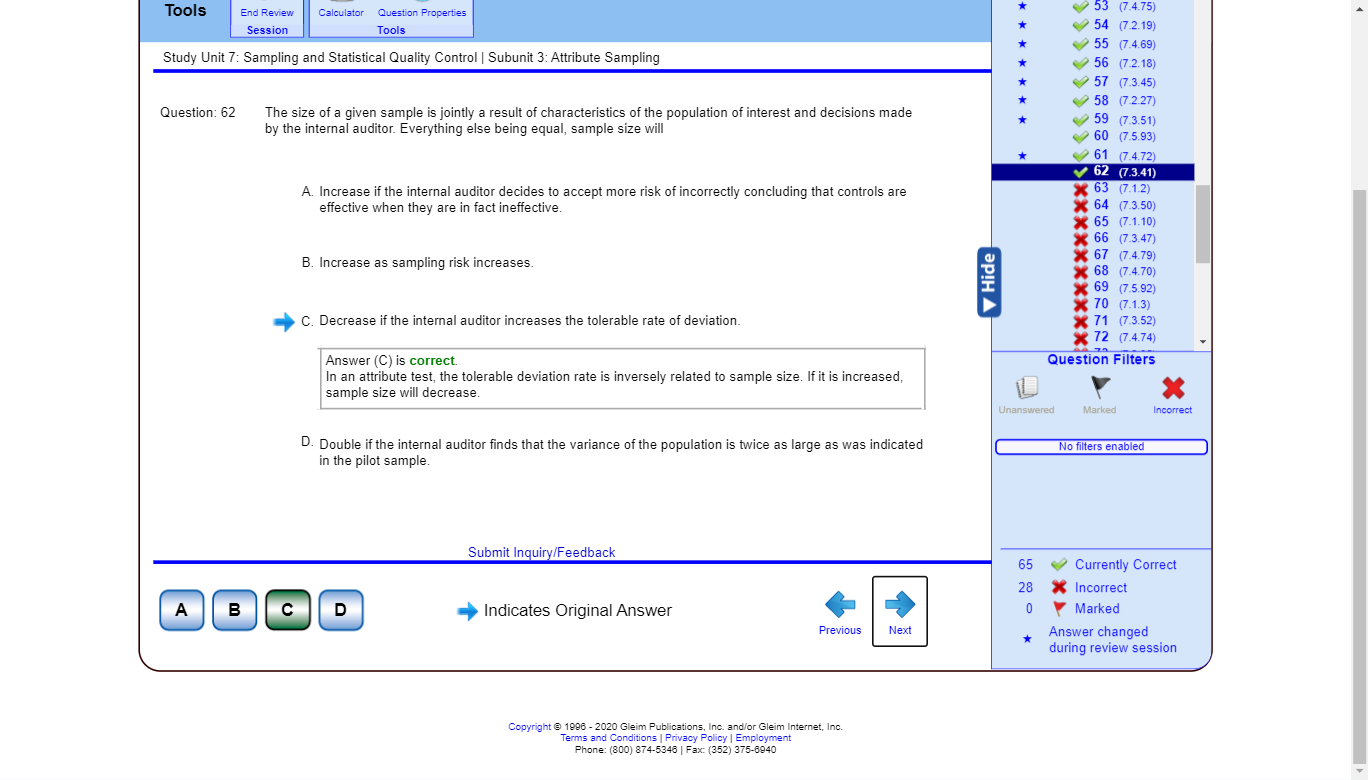 Tools
End Review
Session
Calculator Question Properties
Tools
Study Unit 7: Sampling and Statistical Quality Control | Subunit 3: Attribute Sampling
Question: 62
The size of a given sample is jointly a result of characteristics of the population of interest and decisions made
by the internal auditor. Everything else being equal, sample size will
A. Increase if the internal auditor decides to accept more risk of incorrectly concluding that controls are
effective when they are in fact ineffective.
B. Increase as sampling risk increases.
C. Decrease if the internal auditor increases the tolerable rate of deviation.
Answer (C) is correct.
In an attribute test, the tolerable deviation rate is inversely related to sample size. If it is increased,
sample size will decrease.
D. Double if the internal auditor finds that the variance of the population is twice as large as was indicated
in the pilot sample.
Submit Inquiry/Feedback
A B C D
Indicates Original Answer
Previous
Next
53 (7.4.75)
54 (7.2.19)
55 (7.4.69)
56 (7.2.18)
57 (7.3.45)
58 (7.2.27)
59 (7.3.51)
60 (7.5.93)
61 (7.4.72)
62 (7.3.41)
63 (7.1.2)
64 (7.3.50)
65 (7.1.10)
66 (7.3.47)
67 (7.4.79)
68 (7.4.70)
69 (7.5.92)
70 (7.1.3)
71 (7.3.52)
72 (7.4.74)
Hide
Question Filters
Unanswered
Marked
Incorrect
No filters enabled
65 Currently Correct
28 Incorrect
0 Marked
Answer changed
during review session
Copyright © 1996 - 2020 Gleim Publications, Inc. and/or Gleim Internet, Inc.
Terms and Conditions | Privacy Policy | Employment
Phone: (800) 874-5346 | Fax: (352) 375-6940